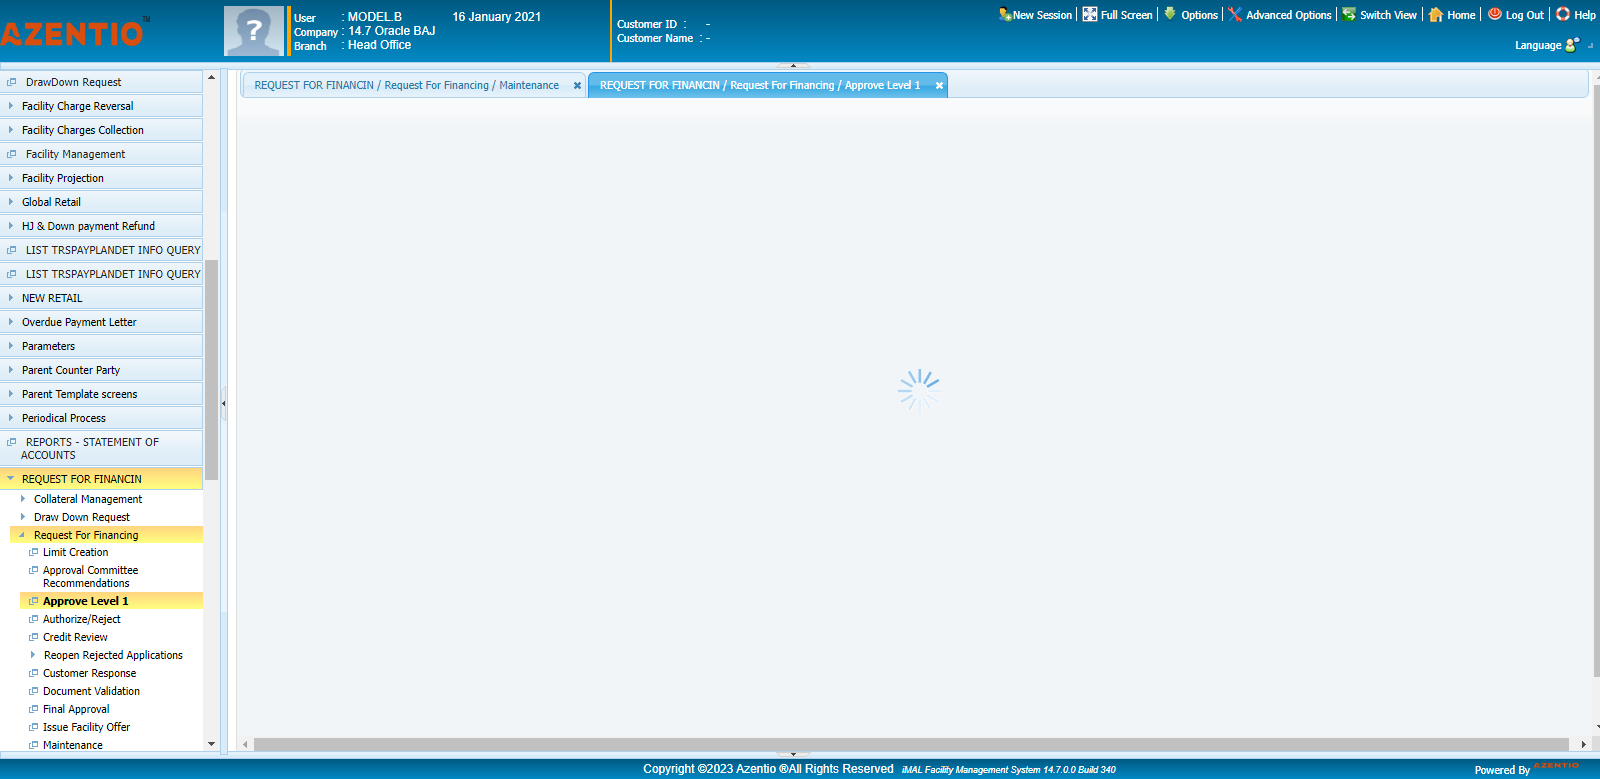 AZENTIO™
User : MODEL.B 16 January 2021
Company : 14.7 Oracle BAJ
Branch : Head Office
Customer ID : -
Customer Name : -
New Session Full Screen Options Advanced Options Switch View Home Log Out Help
Language
DrawDown Request
Facility Charge Reversal
Facility Charges Collection
Facility Management
Facility Projection
Global Retail
HJ & Down payment Refund
LIST TRSPAYPLANDET INFO QUERY
LIST TRSPAYPLANDET INFO QUERY
NEW RETAIL
Overdue Payment Letter
Parameters
Parent Counter Party
Parent Template screens
Periodical Process
REPORTS - STATEMENT OF
ACCOUNTS
REQUEST FOR FINANCIN
Collateral Management
Draw Down Request
Request For Financing
Limit Creation
Approval Committee
Recommendations
Approve Level 1
Authorize/Reject
Credit Review
Reopen Rejected Applications
Customer Response
Document Validation
Final Approval
Issue Facility Offer
Maintenance
REQUEST FOR FINANCIN / Request For Financing / Maintenance
REQUEST FOR FINANCIN / Request For Financing / Approve Level 1
Copyright ©2023 Azentio ®All Rights Reserved iMAL Facility Management System 14.7.0.0 Build 340
Powered By AZENTIO